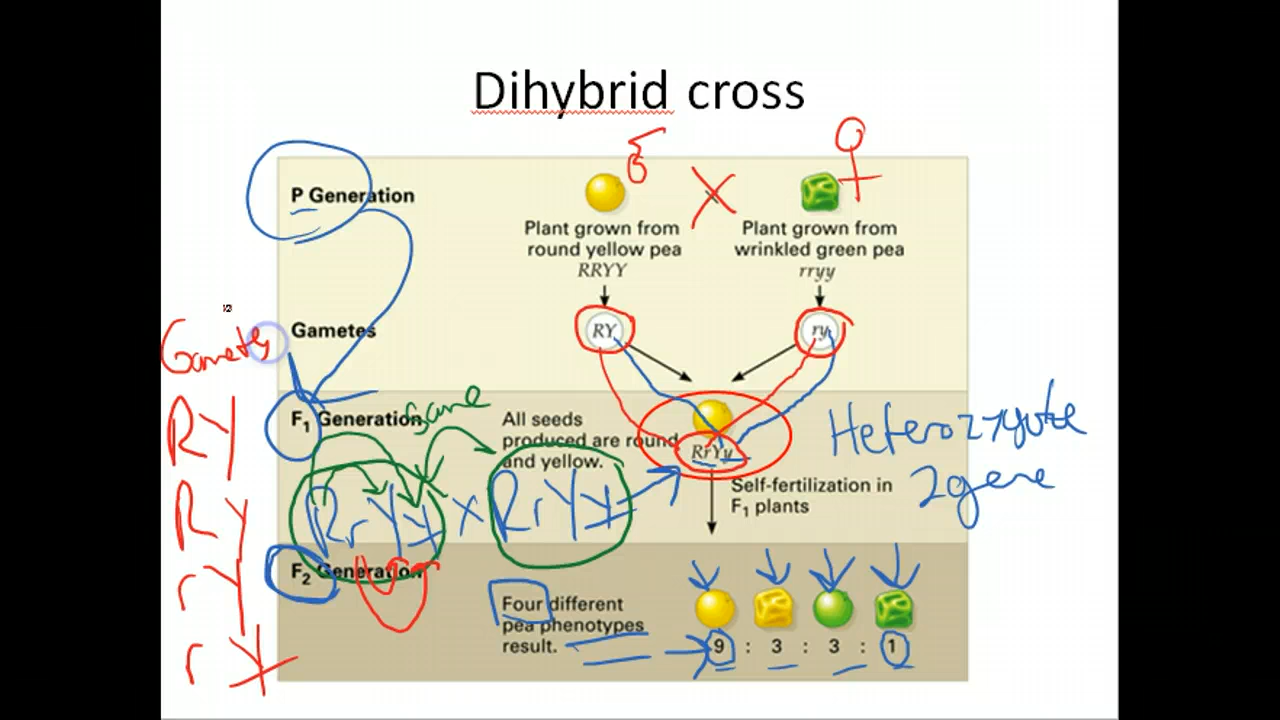 Dihybrid cross
P Generation
Plant grown from
round yellow pea
RRYY
Plant grown from
wrinkled green pea
rryy
Gametes
RY
ry
Gametes
RY
Ry
rY
ry
F1 Generation
same
All seeds
produced are round
and yellow.
RrYy
RrYy x RrYy
Heterozygote
2 gene
Self-fertilization in
F1 plants
F2 Generation
Four different
pea phenotypes
result.
9 : 3 : 3 : 1